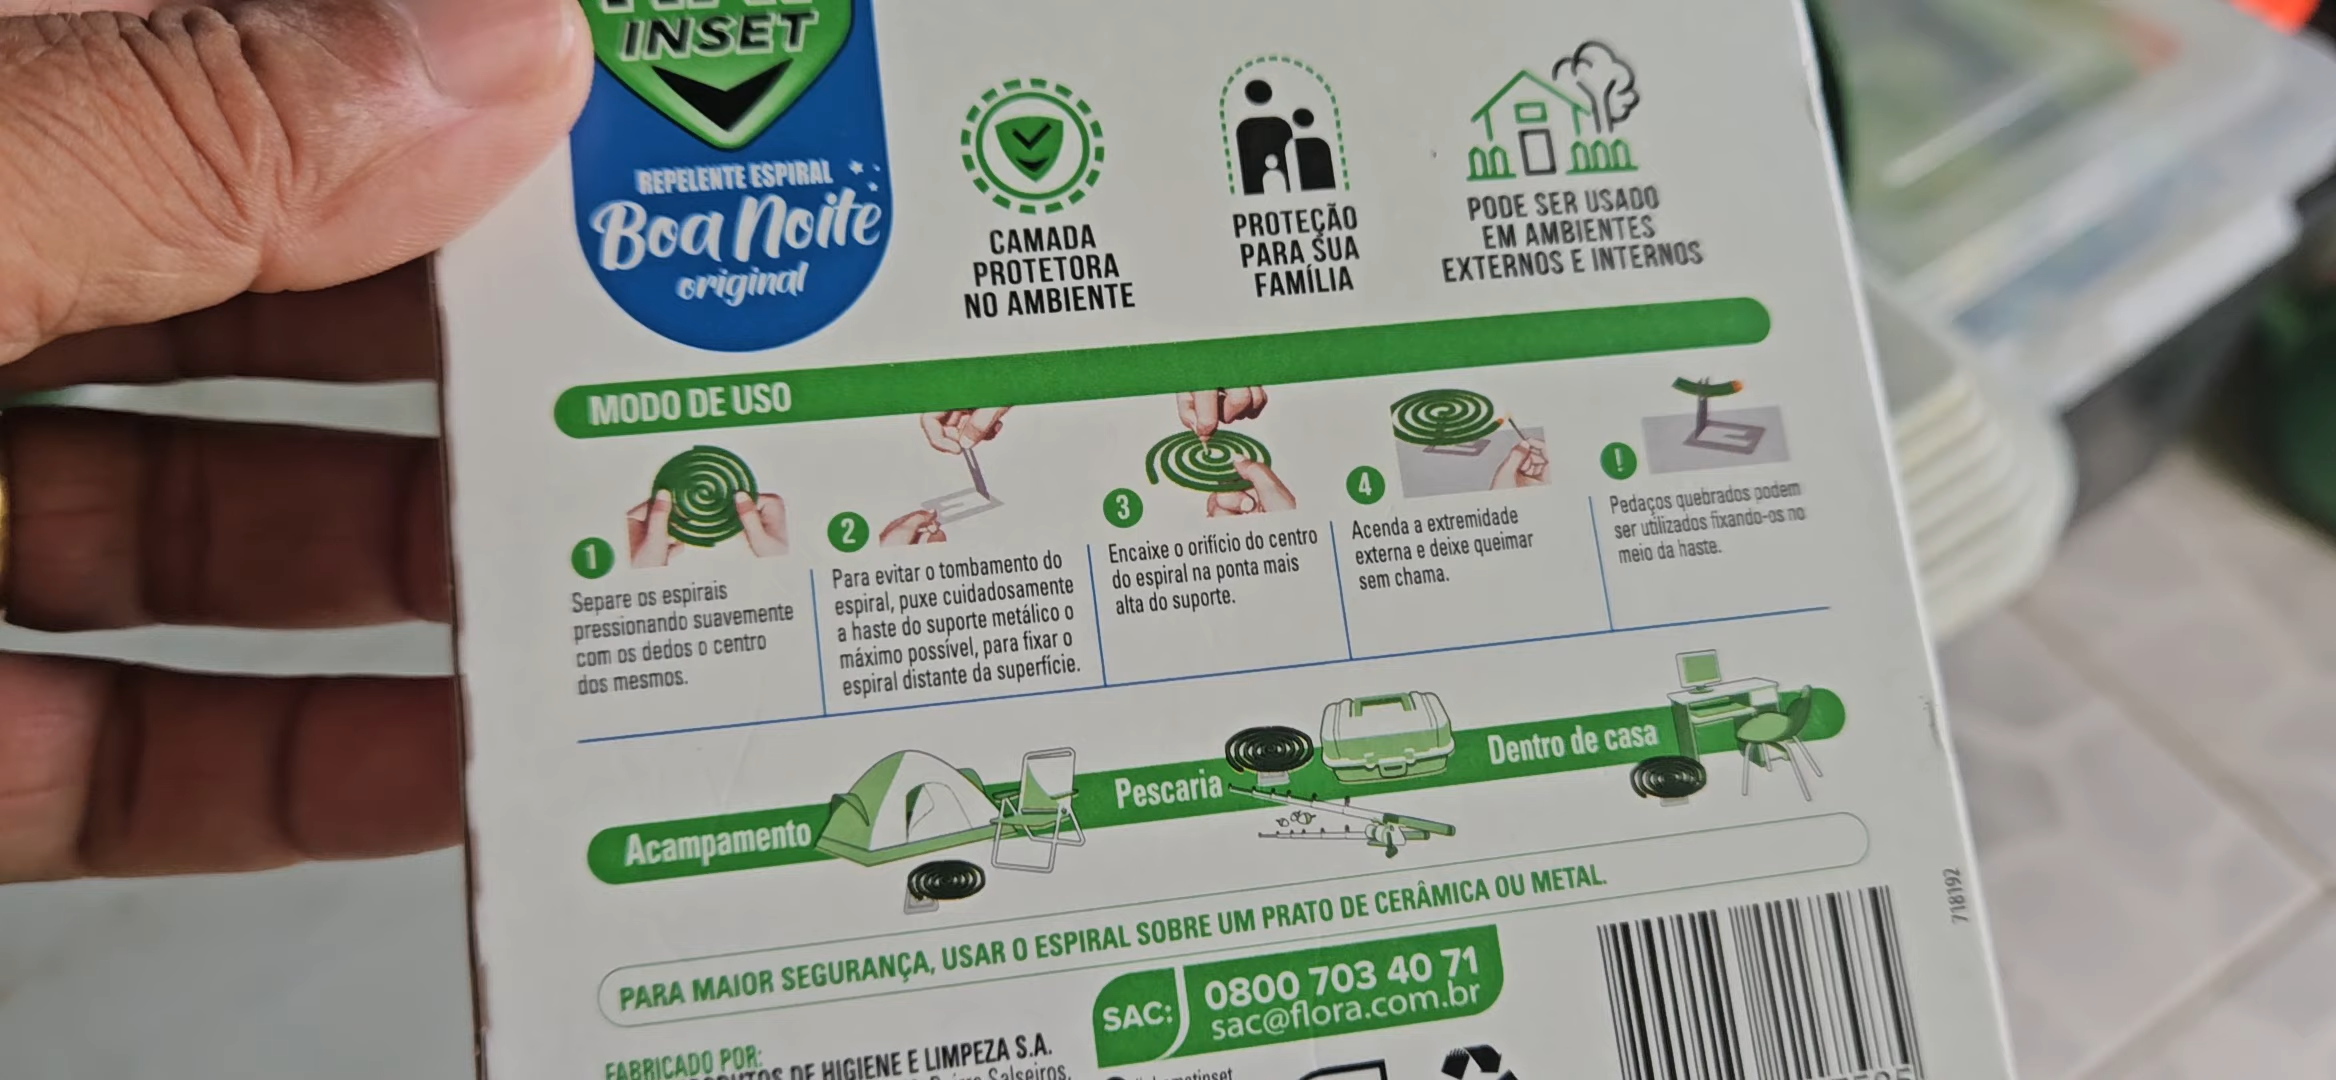 INSET
REPELENTE ESPIRAL
Boa Noite
original
CAMADA
PROTETORA
NO AMBIENTE
PROTEÇÃO
PARA SUA
FAMÍLIA
PODE SER USADO
EM AMBIENTES
EXTERNOS E INTERNOS
MODO DE USO
1
Separe os espirais
pressionando suavemente
com os dedos o centro
dos mesmos.
2
Para evitar o tombamento do
espiral, puxe cuidadosamente
a haste do suporte metálico o
máximo possível, para fixar o
espiral distante da superfície.
3
Encaixe o orifício do centro
do espiral na ponta mais
alta do suporte.
4
Acenda a extremidade
externa e deixe queimar
sem chama.
!
Pedaços quebrados podem
ser utilizados fixando-os no
meio da haste.
Acampamento
Pescaria
Dentro de casa
PARA MAIOR SEGURANÇA, USAR O ESPIRAL SOBRE UM PRATO DE CERÂMICA OU METAL.
SAC:
0800 703 40 71
sac@flora.com.br
718192
FABRICADO POR:
DE HIGIENE E LIMPEZA S.A.
Salseiros,